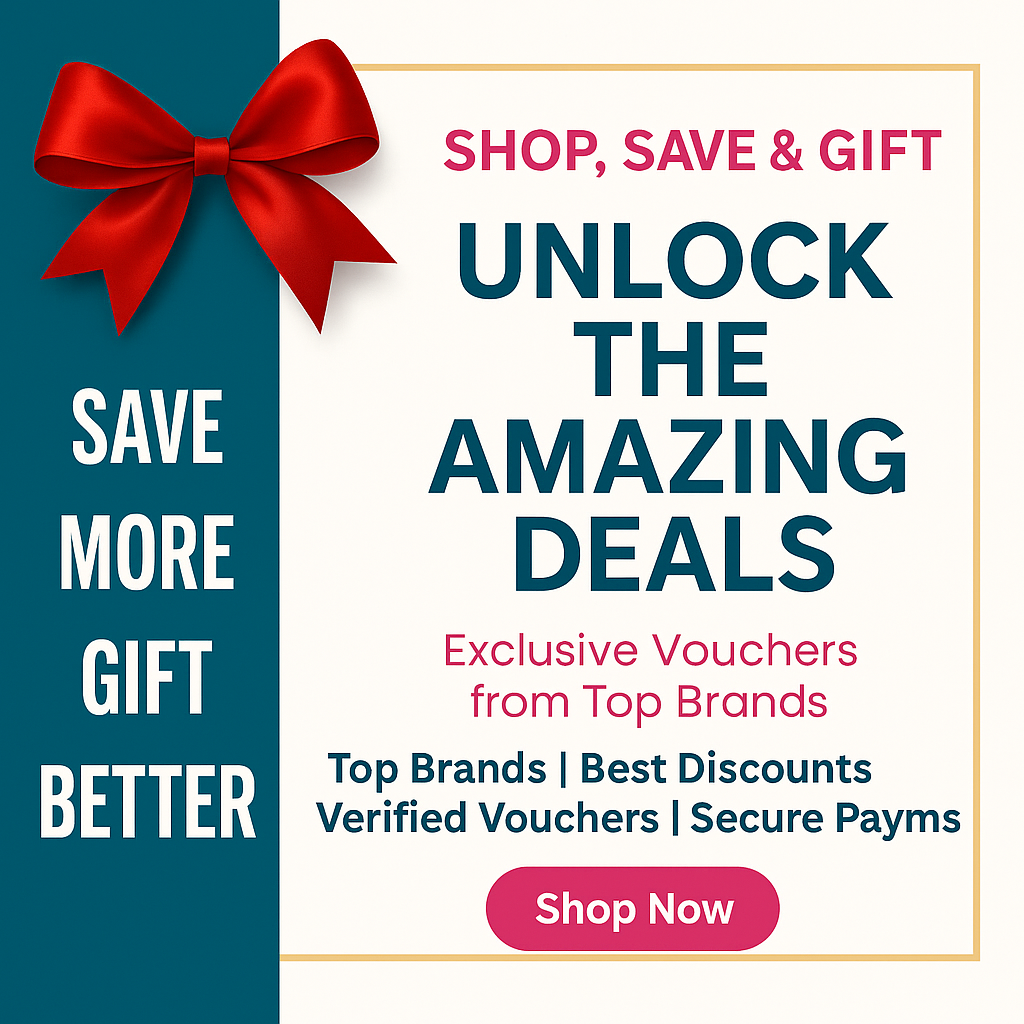 SAVE
MORE
GIFT
BETTER
SHOP, SAVE & GIFT
UNLOCK
THE
AMAZING
DEALS
Exclusive Vouchers
from Top Brands
Top Brands | Best Discounts
Verified Vouchers | Secure Payms
Shop Now